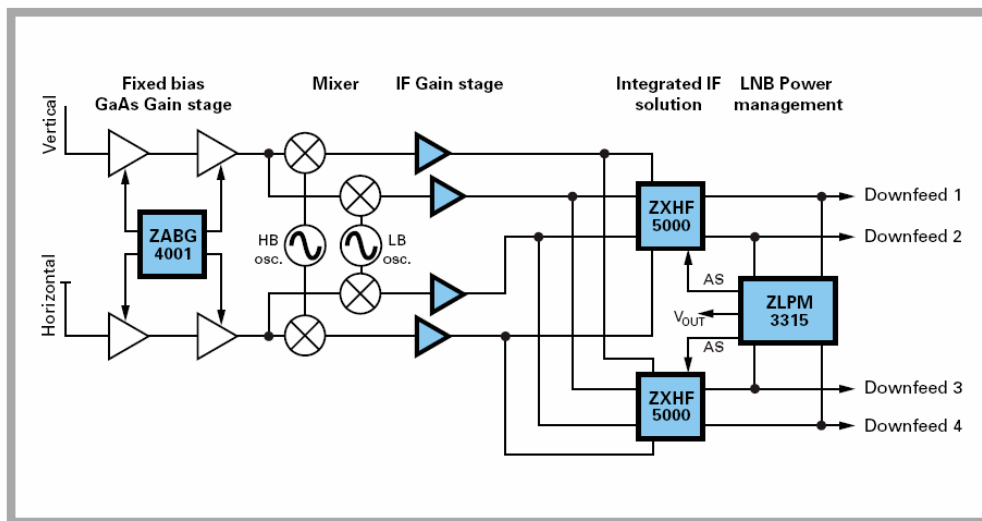 Fixed bias
GaAs Gain stage
Mixer
IF Gain stage
Integrated IF
solution
LNB Power
management
Vertical
Horizontal
ZABG
4001
HB
osc.
LB
osc.
ZXHF
5000
ZXHF
5000
AS
VOUT
AS
ZLPM
3315
Downfeed 1
Downfeed 2
Downfeed 3
Downfeed 4